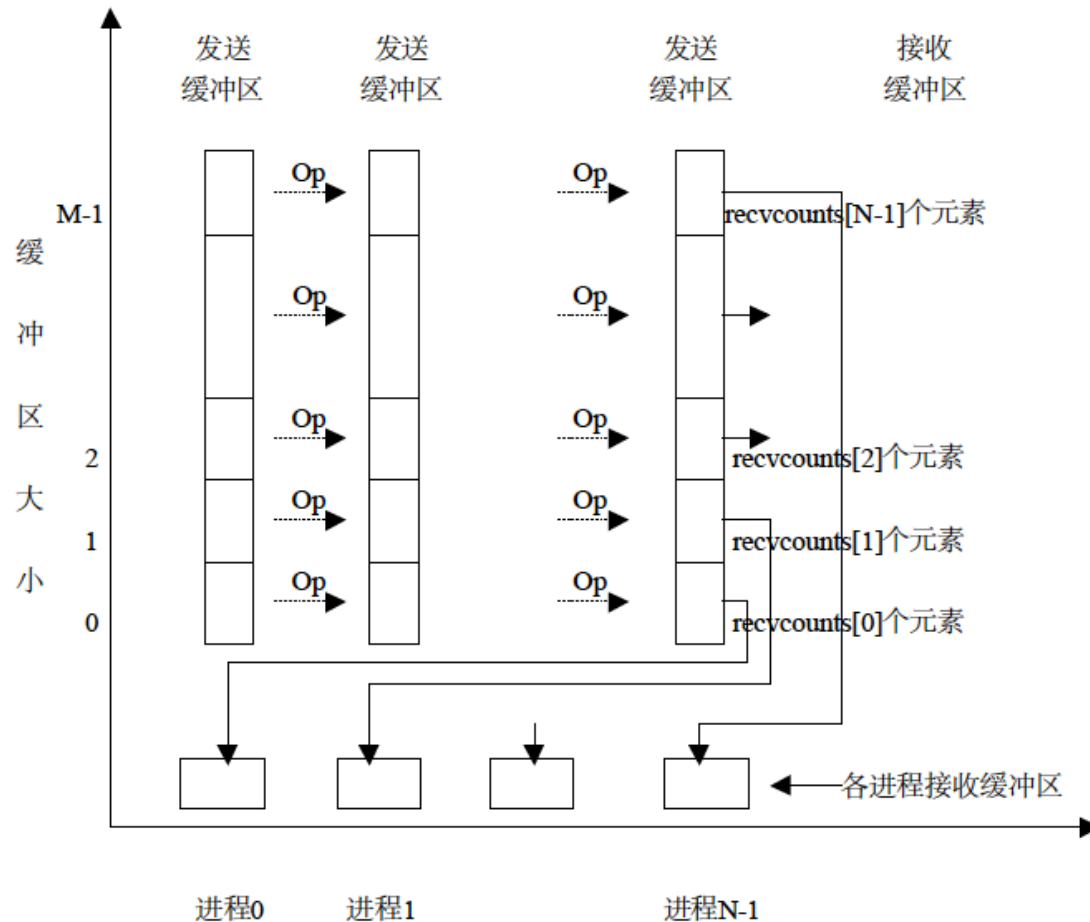 发送
缓冲区
发送
缓冲区
发送
缓冲区
接收
缓冲区
Op
Op
M-1
recvcounts[N-1]个元素
缓
冲
区
大
小
Op
Op
Op
Op
2
recvcounts[2]个元素
Op
Op
1
recvcounts[1]个元素
Op
Op
0
recvcounts[0]个元素
各进程接收缓冲区
进程0
进程1
进程N-1